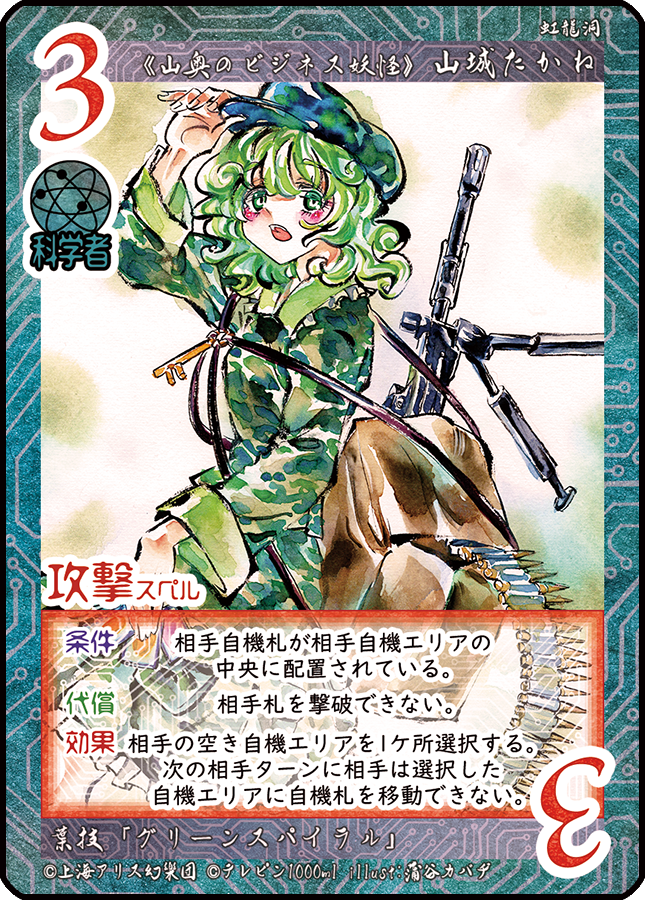 虹龍洞
3
《山奥のビジネス妖怪》 山城たかね
科学者
攻撃スペル
条件 相手自機札が相手自機エリアの
中央に配置されている。
代償 相手札を撃破できない。
効果 相手の空き自機エリアを1ケ所選択する。
次の相手ターンに相手は選択した
自機エリアに自機札を移動できない。
3
葉技「グリーンスパイラル」
©上海アリス幻樂団 ©テレピン1000ml illust:蒲谷カバヂ